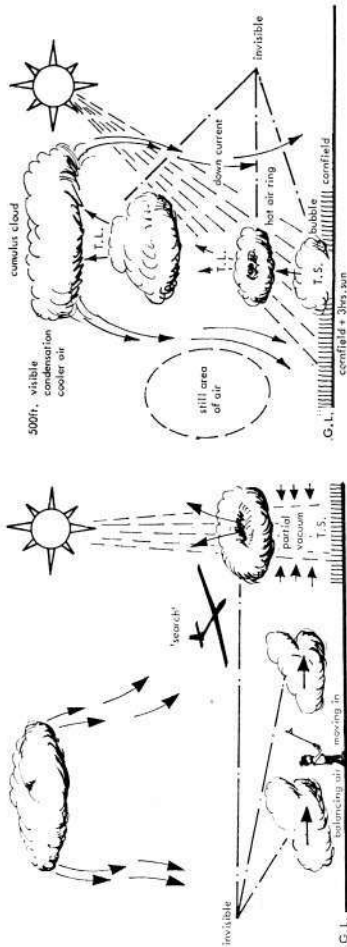 'search'
invisible
partial
vacuum
T.S.
balancing air moving in
G.L.
cumulus cloud
500ft. visible
condensation
cooler air
T.L.
down current
still area
of air
T.L.
hot air ring
invisible
bubble
T.S.
G.L.
cornfield
cornfield + 3hrs. sun